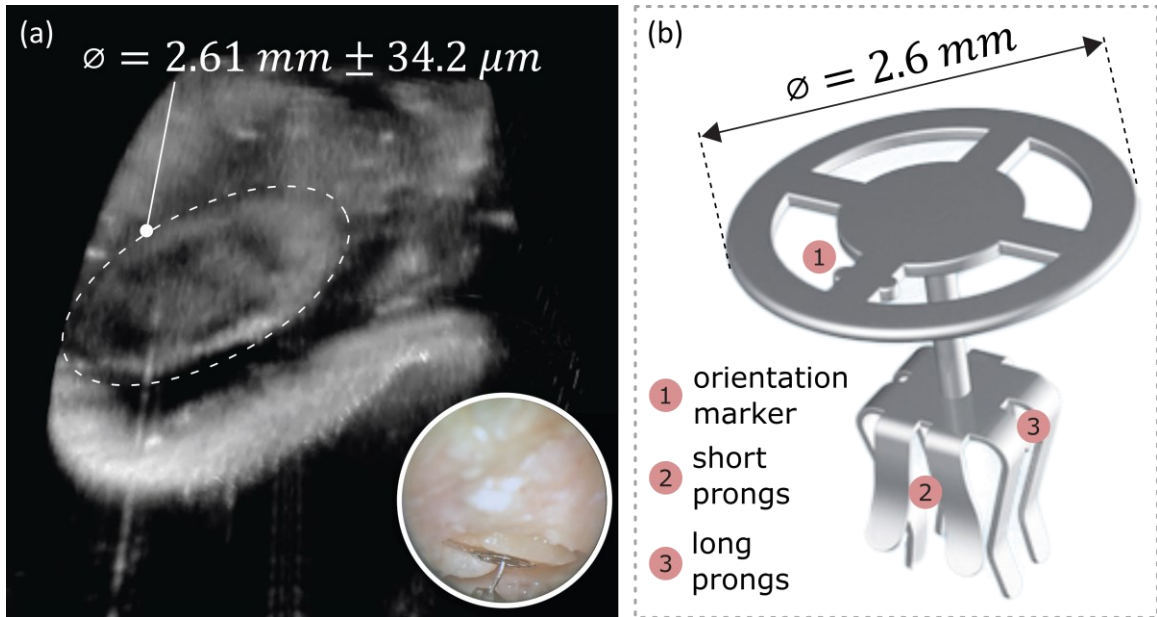 (a)
⌀ = 2.61 mm ± 34.2 μm
(b)
⌀ = 2.6 mm
1
2
3
1 orientation
marker
2 short
prongs
3 long
prongs